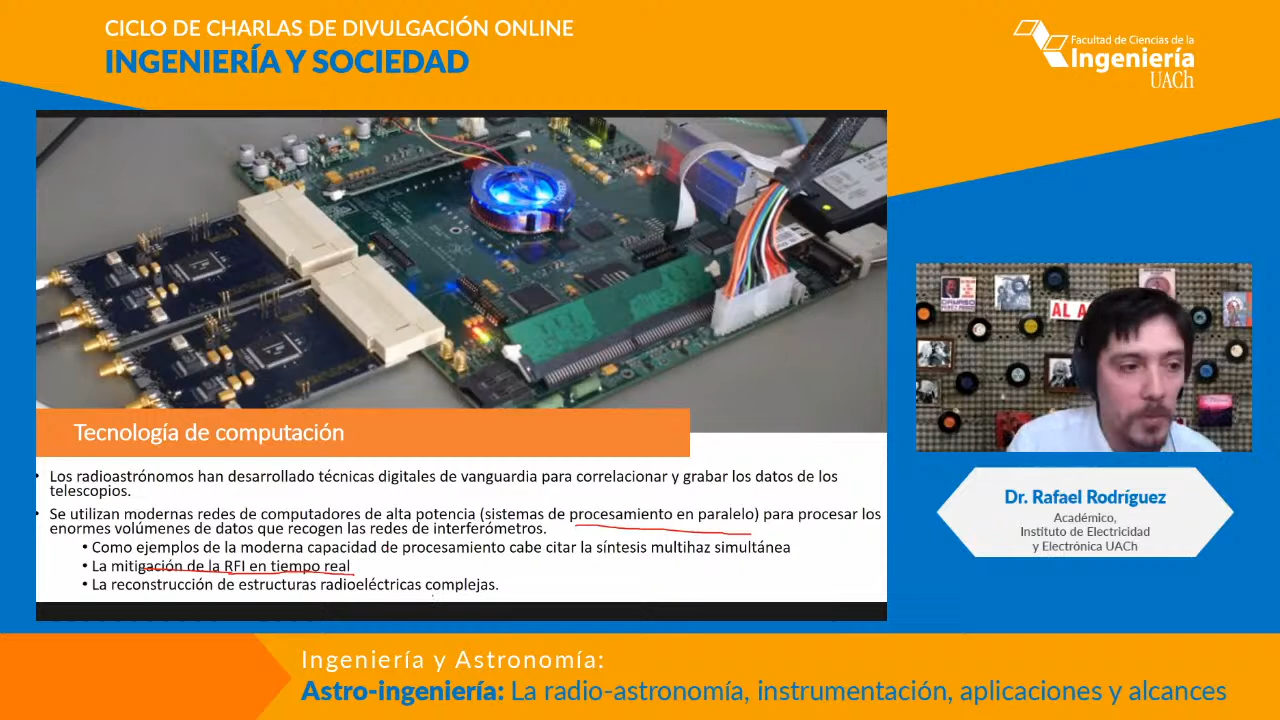 CICLO DE CHARLAS DE DIVULGACIÓN ONLINE
INGENIERÍA Y SOCIEDAD
Facultad de Ciencias de la
Ingeniería
UACh
AL A
Tecnología de computación
• Los radioastrónomos han desarrollado técnicas digitales de vanguardia para correlacionar y grabar los datos de los
telescopios.
• Se utilizan modernas redes de computadores de alta potencia (sistemas de procesamiento en paralelo) para procesar los
enormes volúmenes de datos que recogen las redes de interferómetros.
• Como ejemplos de la moderna capacidad de procesamiento cabe citar la síntesis multihaz simultánea
• La mitigación de la RFI en tiempo real
• La reconstrucción de estructuras radioeléctricas complejas.
Dr. Rafael Rodríguez
Académico,
Instituto de Electricidad
y Electrónica UACh
Ingeniería y Astronomía:
Astro-ingeniería: La radio-astronomía, instrumentación, aplicaciones y alcances